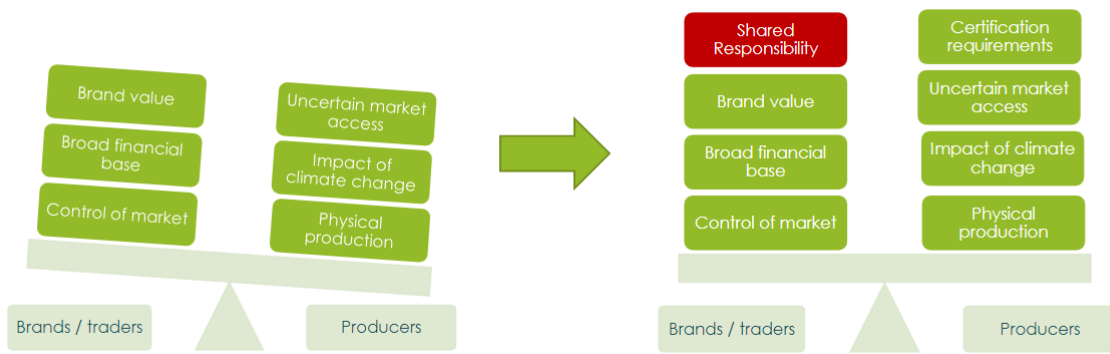 Brand value
Broad financial
base
Control of market
Uncertain market
access
Impact of
climate change
Physical
production
Brands / traders
Producers
Shared
Responsibility
Brand value
Broad financial
base
Control of market
Certification
requirements
Uncertain market
access
Impact of climate
change
Physical
production
Brands / traders
Producers